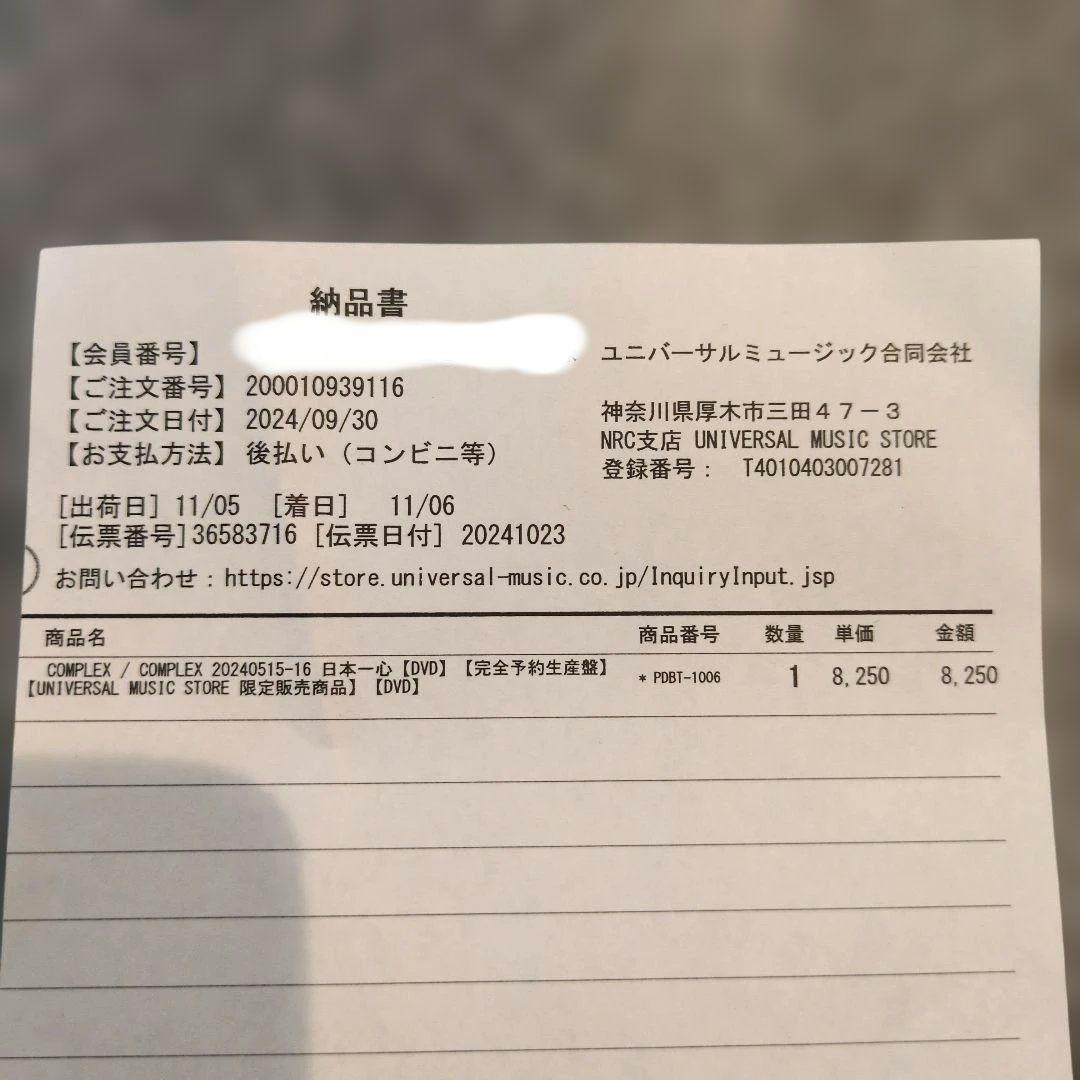 納品書
【会員番号】
【ご注文番号】 200010939116
【ご注文日付】 2024/09/30
【お支払方法】 後払い（コンビニ等）
ユニバーサルミュージック合同会社
神奈川県厚木市三田４７－３
NRC支店 UNIVERSAL MUSIC STORE
登録番号： T4010403007281
[出荷日] 11/05 [着日] 11/06
[伝票番号]36583716 [伝票日付] 20241023
お問い合わせ：https://store.universal-music.co.jp/InquiryInput.jsp
商品名 商品番号 数量 単価 金額
COMPLEX / COMPLEX 20240515-16 日本一心【DVD】【完全予約生産盤】
【UNIVERSAL MUSIC STORE 限定販売商品】【DVD】
* PDBT-1006 1 8,250 8,250